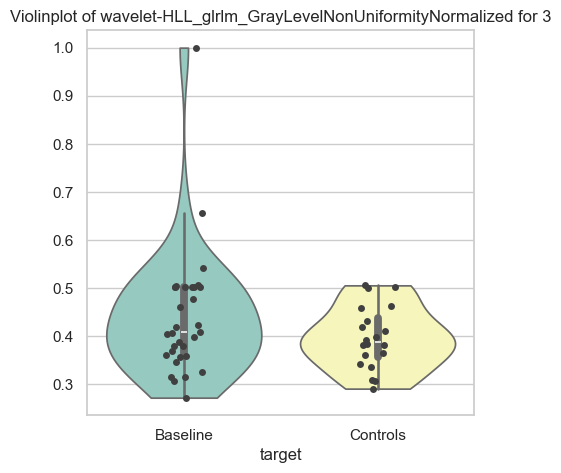 Violinplot of wavelet-HLL_glrlm_GrayLevelNonUniformityNormalized for 3
1.0
0.9
0.8
0.7
0.6
0.5
0.4
0.3
Baseline Controls
target